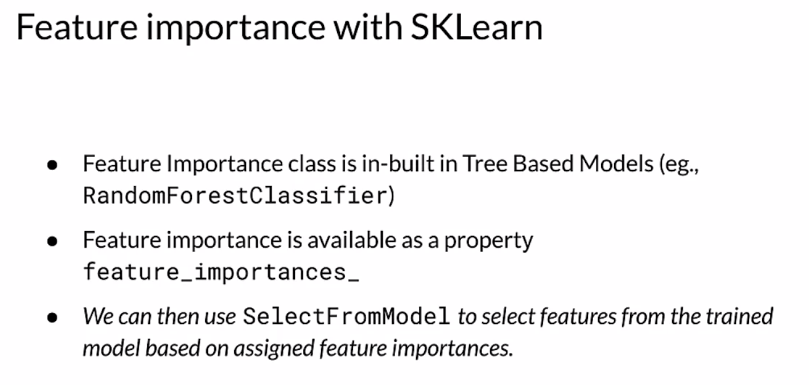 Feature importance with SKLearn
● Feature Importance class is in-built in Tree Based Models (eg.,
RandomForestClassifier)
● Feature importance is available as a property
feature_importances_
● We can then use SelectFromModel to select features from the trained
model based on assigned feature importances.